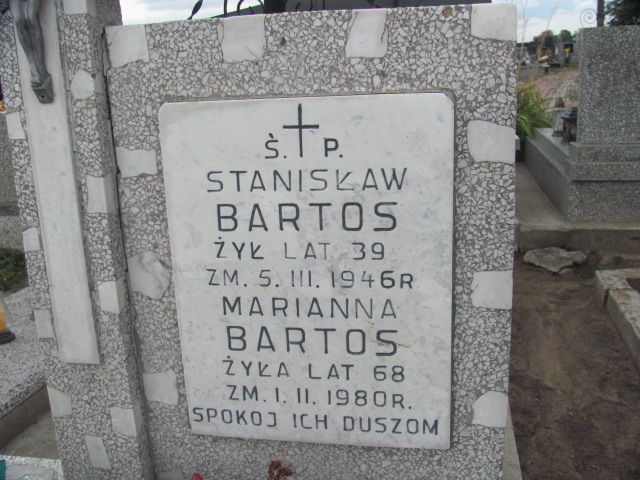 Ś. P.
STANISŁAW
BARTOS
ŻYŁ LAT 39
ZM. 5. III. 1946R
MARIANNA
BARTOS
ŻYŁA LAT 68
ZM. 1. II. 1980R.
SPOKÓJ ICH DUSZOM